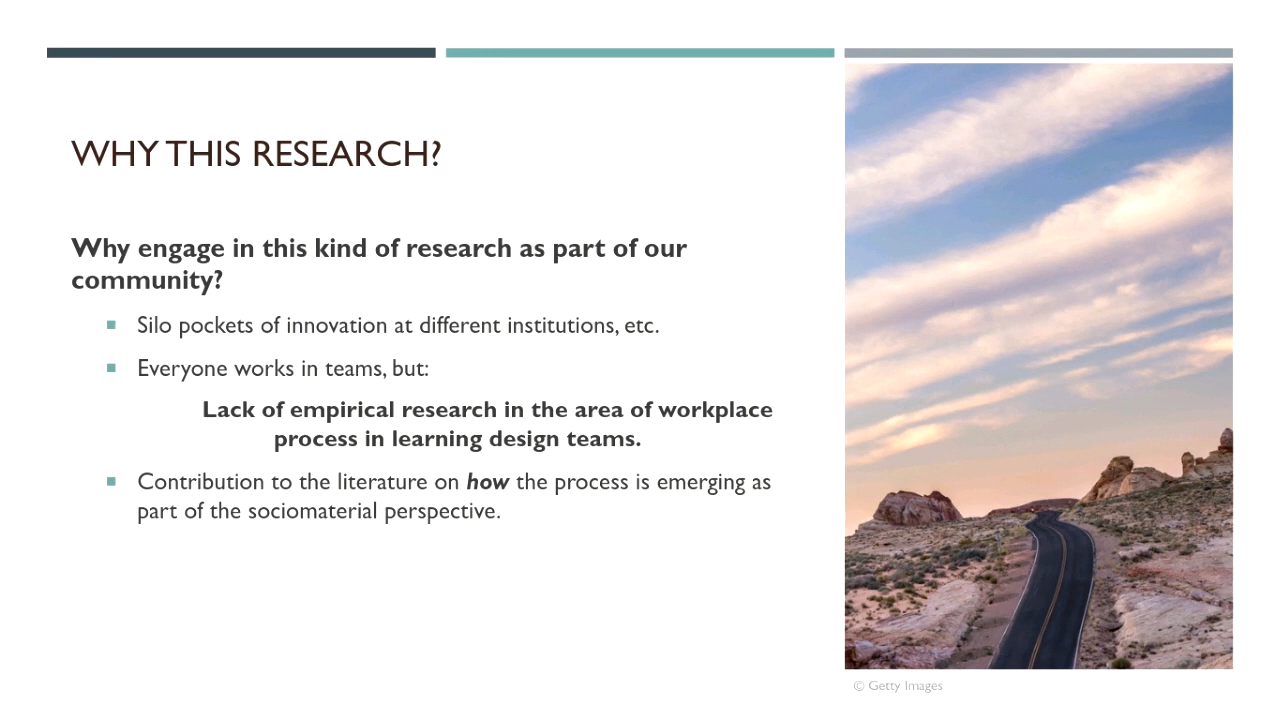 WHY THIS RESEARCH?
Why engage in this kind of research as part of our
community?
Silo pockets of innovation at different institutions, etc.
Everyone works in teams, but:
Lack of empirical research in the area of workplace
process in learning design teams.
Contribution to the literature on how the process is emerging as
part of the sociomaterial perspective.
© Getty Images